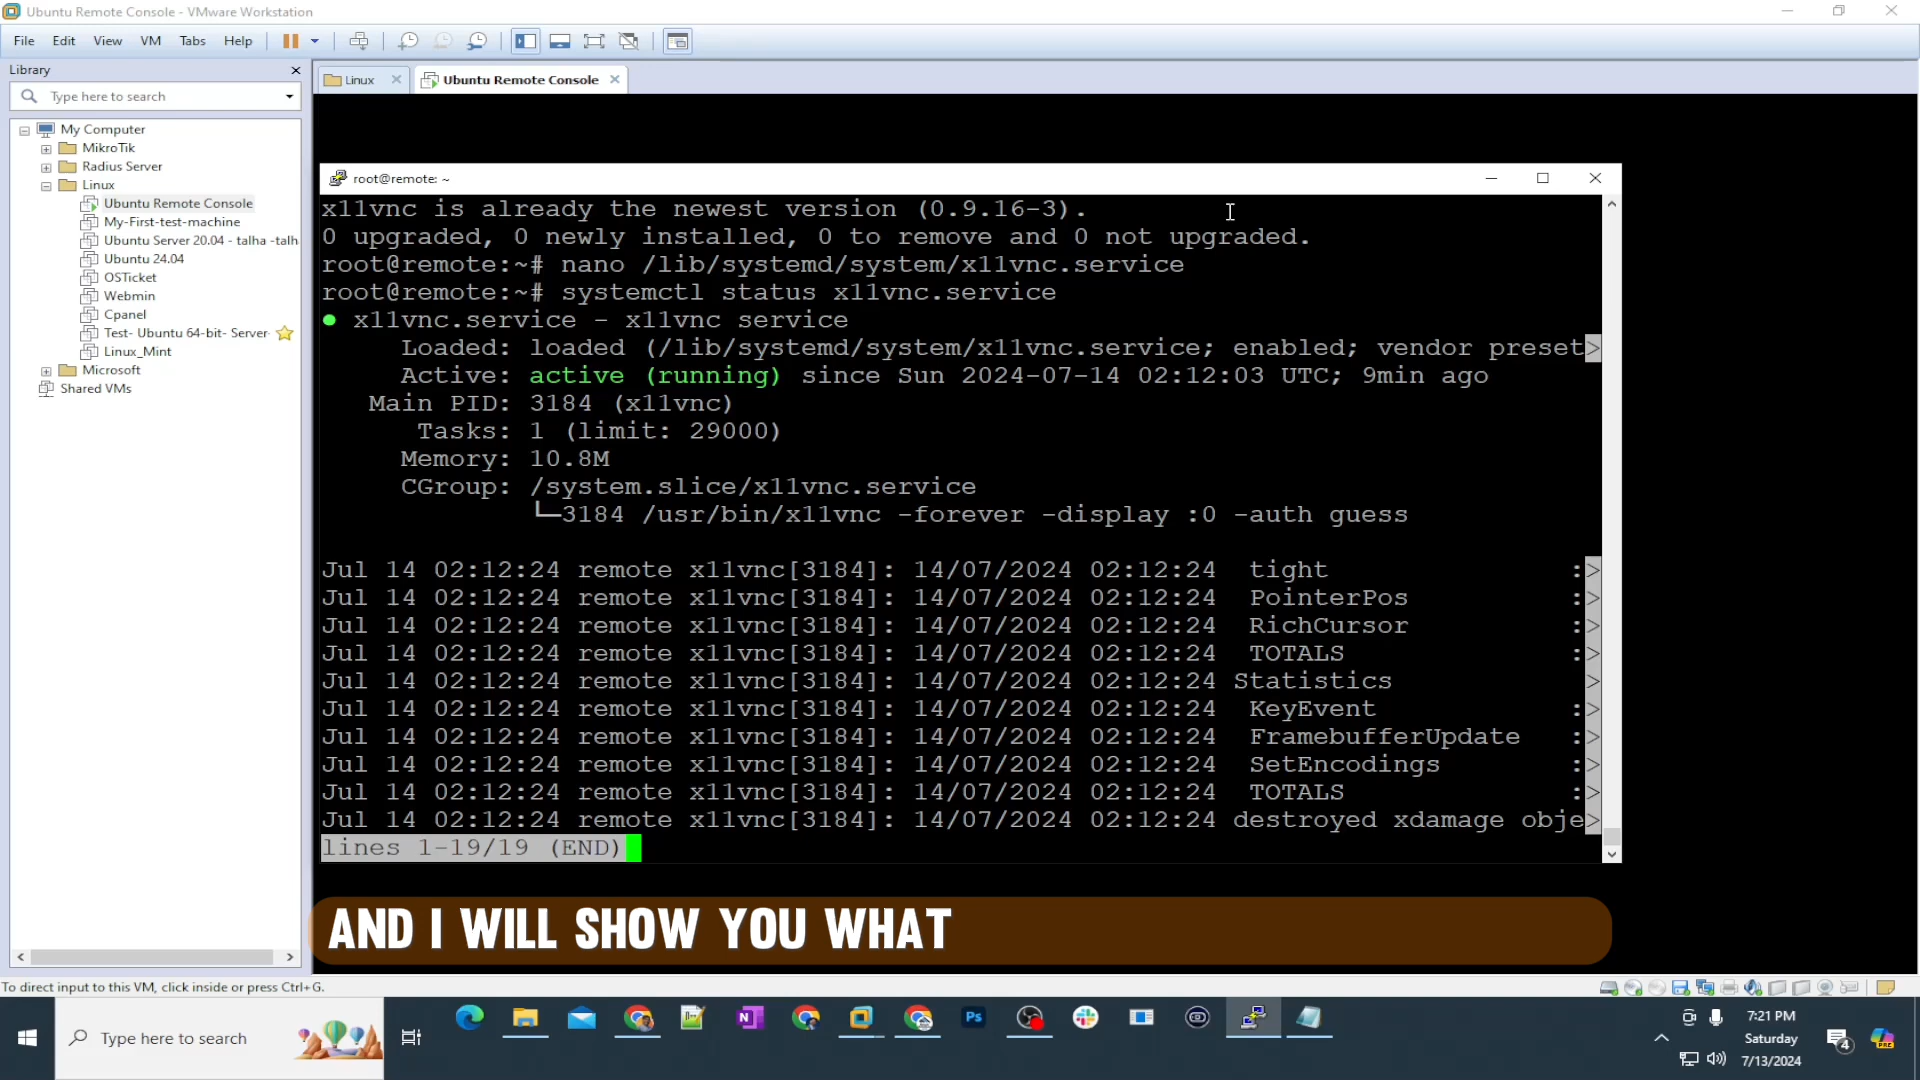 Ubuntu Remote Console - VMware Workstation
File Edit View VM Tabs Help
Library
Type here to search
My Computer
MikroTik
Radius Server
Linux
Ubuntu Remote Console
My-First-test-machine
Ubuntu Server 20.04 - talha -talh
Ubuntu 24.04
OSTicket
Webmin
Cpanel
Test- Ubuntu 64-bit- Server-
Linux_Mint
Microsoft
Shared VMs
Linux
Ubuntu Remote Console
root@remote: ~
x11vnc is already the newest version (0.9.16-3).
0 upgraded, 0 newly installed, 0 to remove and 0 not upgraded.
root@remote:~# nano /lib/systemd/system/x11vnc.service
root@remote:~# systemctl status x11vnc.service
● x11vnc.service - x11vnc service
Loaded: loaded (/lib/systemd/system/x11vnc.service; enabled; vendor preset>
Active: active (running) since Sun 2024-07-14 02:12:03 UTC; 9min ago
Main PID: 3184 (x11vnc)
Tasks: 1 (limit: 29000)
Memory: 10.8M
CGroup: /system.slice/x11vnc.service
└─3184 /usr/bin/x11vnc -forever -display :0 -auth guess
Jul 14 02:12:24 remote x11vnc[3184]: 14/07/2024 02:12:24  tight :>
Jul 14 02:12:24 remote x11vnc[3184]: 14/07/2024 02:12:24  PointerPos :>
Jul 14 02:12:24 remote x11vnc[3184]: 14/07/2024 02:12:24  RichCursor :>
Jul 14 02:12:24 remote x11vnc[3184]: 14/07/2024 02:12:24  TOTALS :>
Jul 14 02:12:24 remote x11vnc[3184]: 14/07/2024 02:12:24 Statistics >
Jul 14 02:12:24 remote x11vnc[3184]: 14/07/2024 02:12:24  KeyEvent :>
Jul 14 02:12:24 remote x11vnc[3184]: 14/07/2024 02:12:24  FramebufferUpdate :>
Jul 14 02:12:24 remote x11vnc[3184]: 14/07/2024 02:12:24  SetEncodings :>
Jul 14 02:12:24 remote x11vnc[3184]: 14/07/2024 02:12:24  TOTALS :>
Jul 14 02:12:24 remote x11vnc[3184]: 14/07/2024 02:12:24 destroyed xdamage obje>
lines 1-19/19 (END)
AND I WILL SHOW YOU WHAT
To direct input to this VM, click inside or press Ctrl+G.
Type here to search
N
Ps
7:21 PM
Saturday
7/13/2024
4
PRE